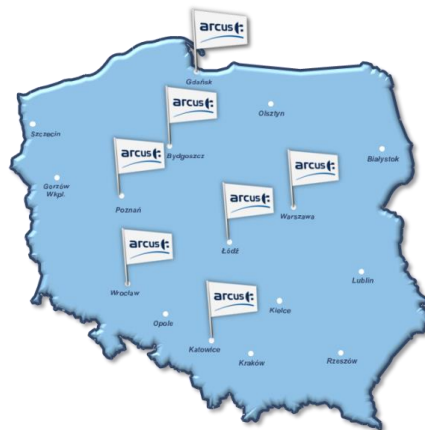 arcus
Gdańsk
arcus
Olsztyn
Szczecin
Bydgoszcz
arcus
Białystok
arcus
Gorzów
Wlkp.
Poznań
arcus
Warszawa
Łódź
arcus
Lublin
Wrocław
arcus
Kielce
Opole
Katowice
Kraków
Rzeszów